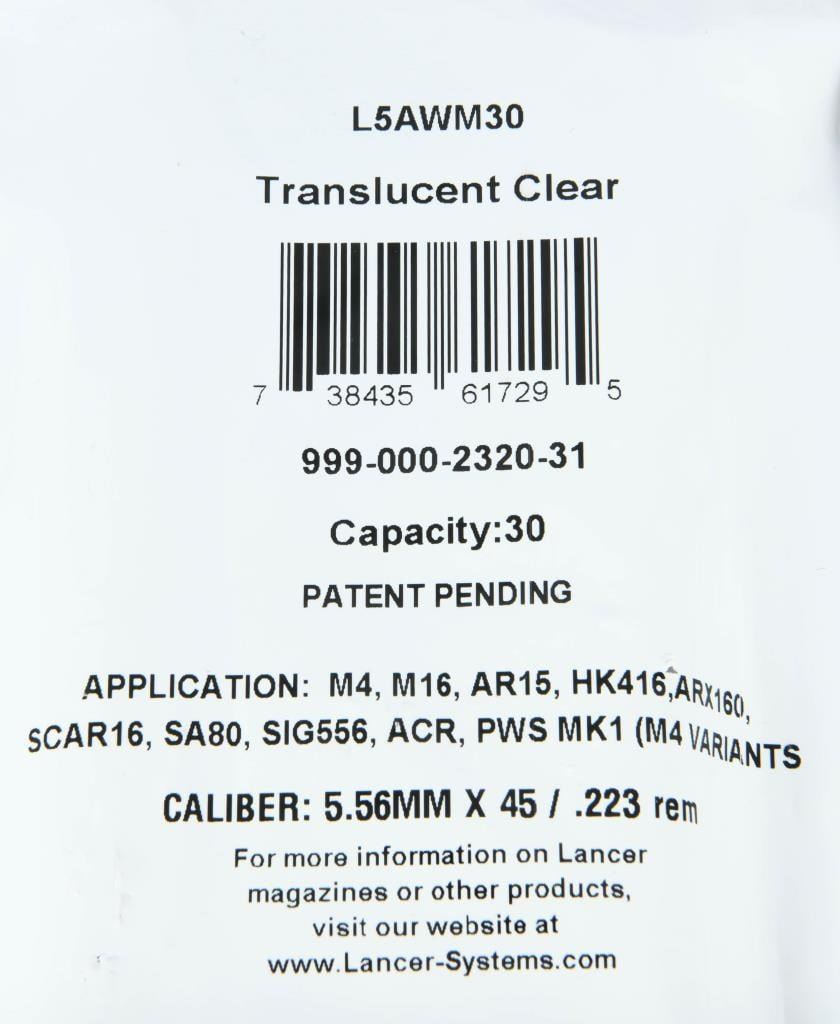 L5AWM30
Translucent Clear
7 38435 61729 5
999-000-2320-31
Capacity:30
PATENT PENDING
APPLICATION: M4, M16, AR15, HK416,ARX160,
SCAR16, SA80, SIG556, ACR, PWS MK1 (M4 VARIANTS
CALIBER: 5.56MM X 45 / .223 rem
For more information on Lancer
magazines or other products,
visit our website at
www.Lancer-Systems.com